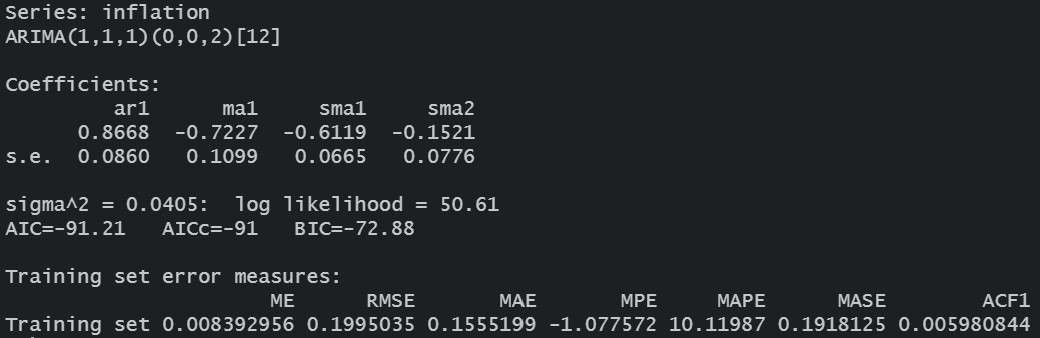 Series: inflation
ARIMA(1,1,1)(0,0,2)[12]
Coefficients:
ar1 ma1 sma1 sma2
0.8668 -0.7227 -0.6119 -0.1521
s.e. 0.0860 0.1099 0.0665 0.0776
sigma^2 = 0.0405: log likelihood = 50.61
AIC=-91.21 AICc=-91 BIC=-72.88
Training set error measures:
ME RMSE MAE MPE MAPE MASE ACF1
Training set 0.008392956 0.1995035 0.1555199 -1.077572 10.11987 0.1918125 0.005980844